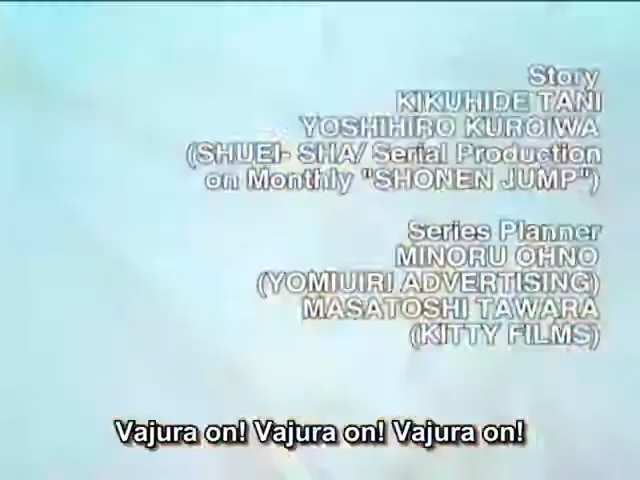 Story
KIKUHIDE TANI
YOSHIHIRO KUROIWA
(SHUEI- SHA/ Serial Production
on Monthly "SHONEN JUMP")
Series Planner
MINORU OHNO
(YOMIUIRI ADVERTISING)
MASATOSHI TAWARA
(KITTY FILMS)
Vajura on! Vajura on! Vajura on!